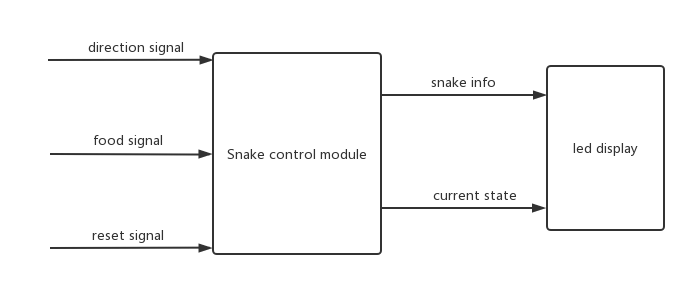 direction signal
food signal
reset signal
Snake control module
snake info
current state
led display